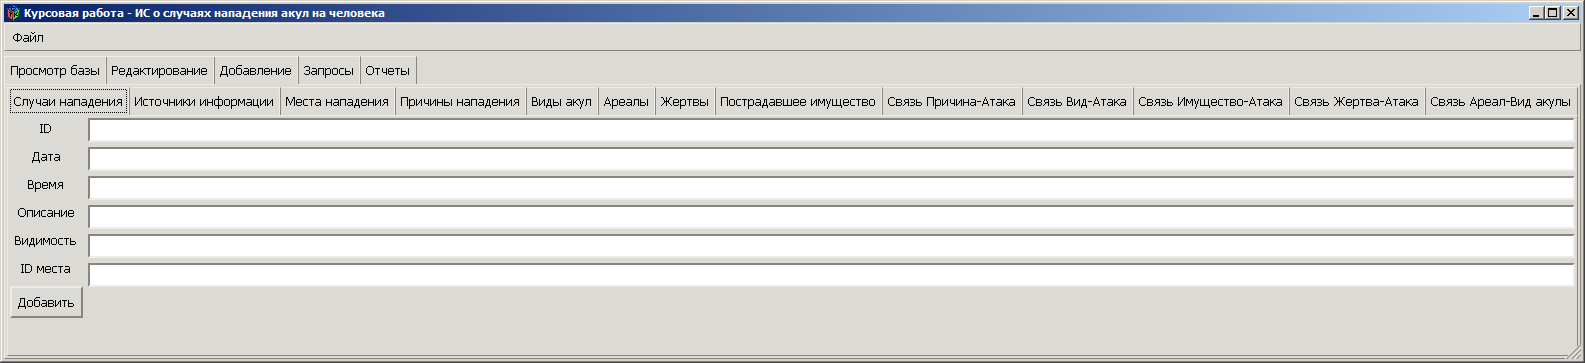 Курсовая работа - ИС о случаях нападения акул на человека
Файл
Просмотр базы Редактирование Добавление Запросы Отчеты
Случаи нападения Источники информации Места нападения Причины нападения Виды акул Ареалы Жертвы Пострадавшее имущество Связь Причина-Атака Связь Вид-Атака Связь Имущество-Атака Связь Жертва-Атака Связь Ареал-Вид акулы
ID
Дата
Время
Описание
Видимость
ID места
Добавить